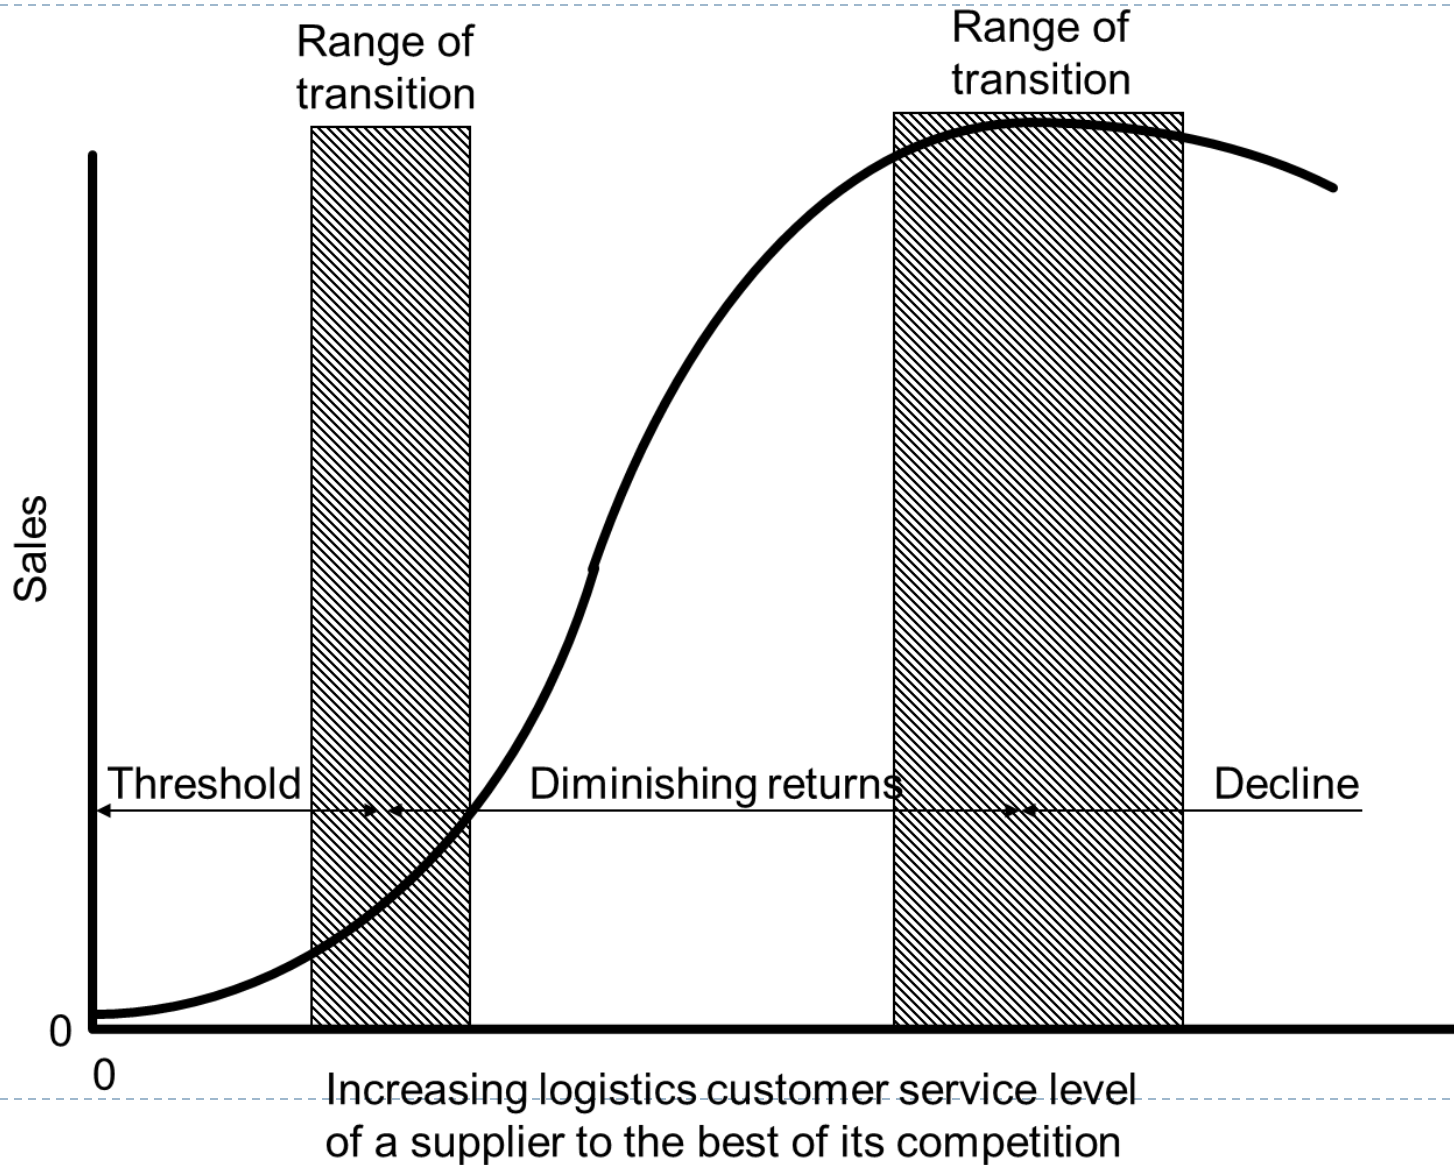 Range of
transition
Range of
transition
Sales
Threshold
Diminishing returns
Decline
0
0
Increasing logistics customer service level
of a supplier to the best of its competition